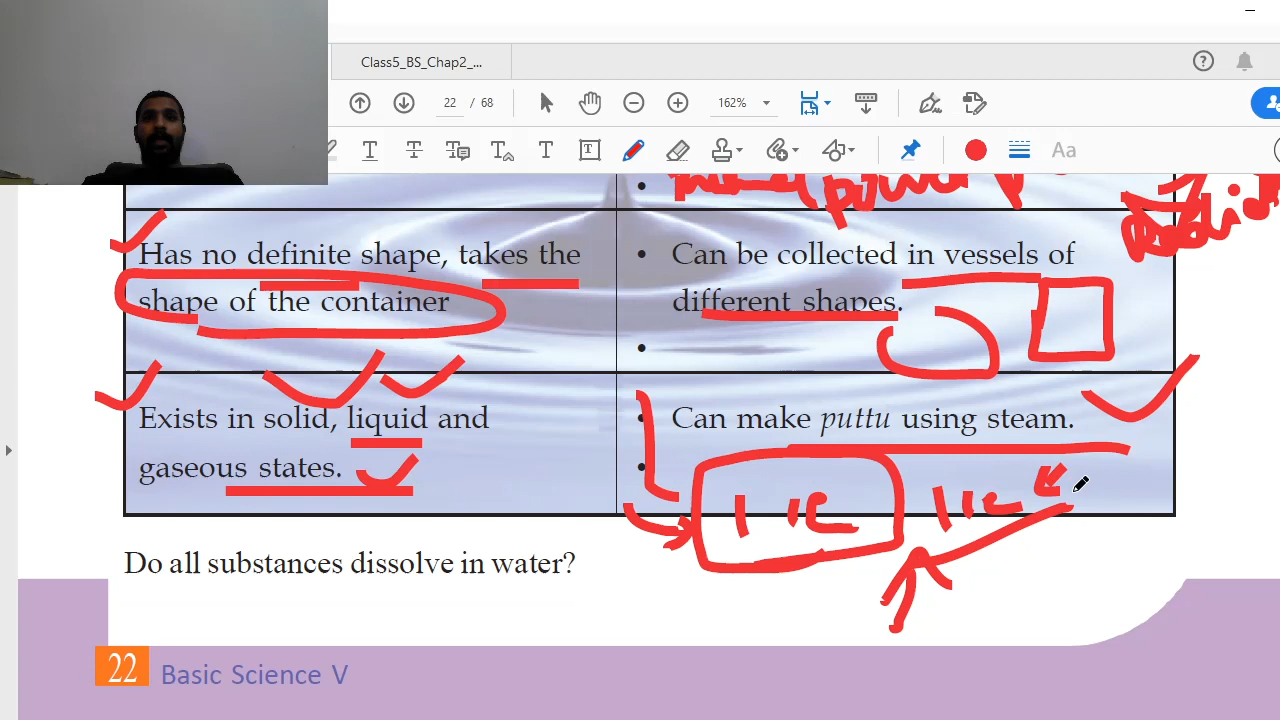 Class5_BS_Chap2_...
22 / 68
162%
Aa
Has no definite shape, takes the
shape of the container
• Can be collected in vessels of
different shapes.
•
Exists in solid, liquid and
gaseous states.
• Can make puttu using steam.
•
Do all substances dissolve in water?
22 Basic Science V